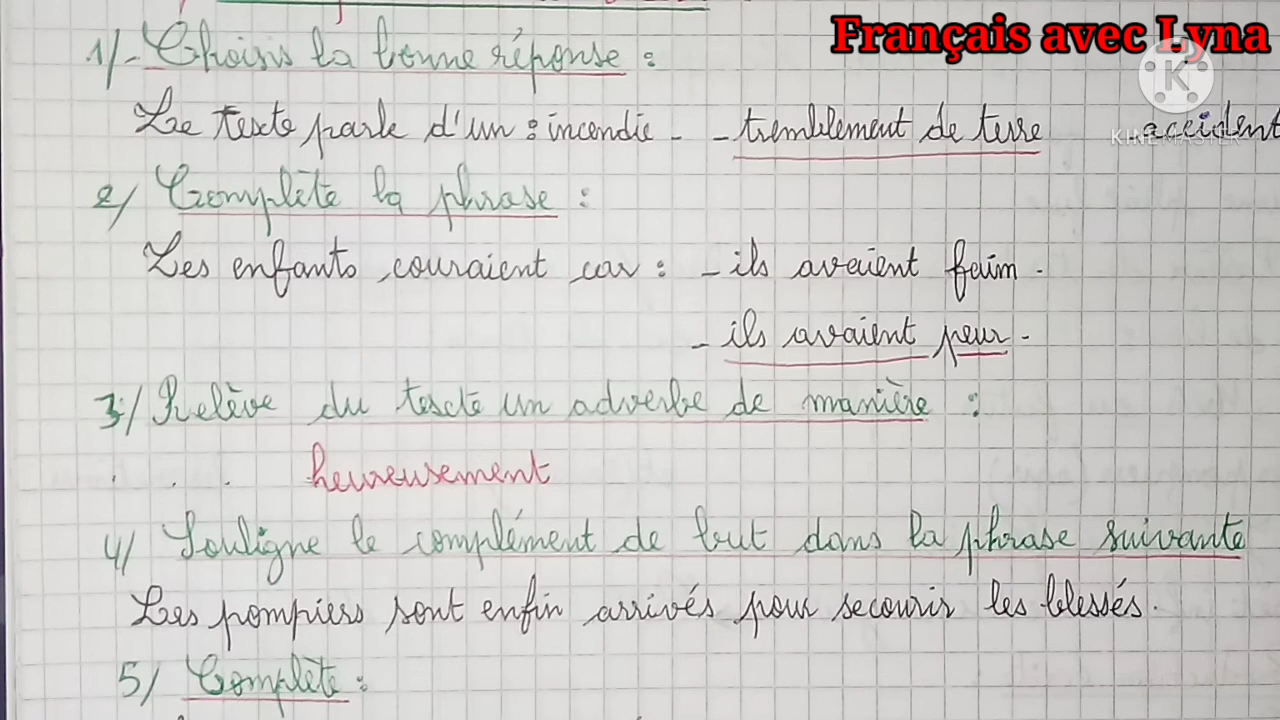 Français avec Lyna
1/- Choisis la bonne réponse :
Le texte parle d'un : incendie - - tremblement de terre accident
KINEMASTER
2/ Complète la phrase :
Les enfants couraient car : - ils avaient faim.
- ils avaient peur.
3/ Relève du texte un adverbe de manière :
. . . heureusement
4/ Souligne le complément de but dans la phrase suivante
Les pompiers sont enfin arrivés pour secourir les blessés.
5/ Complète :